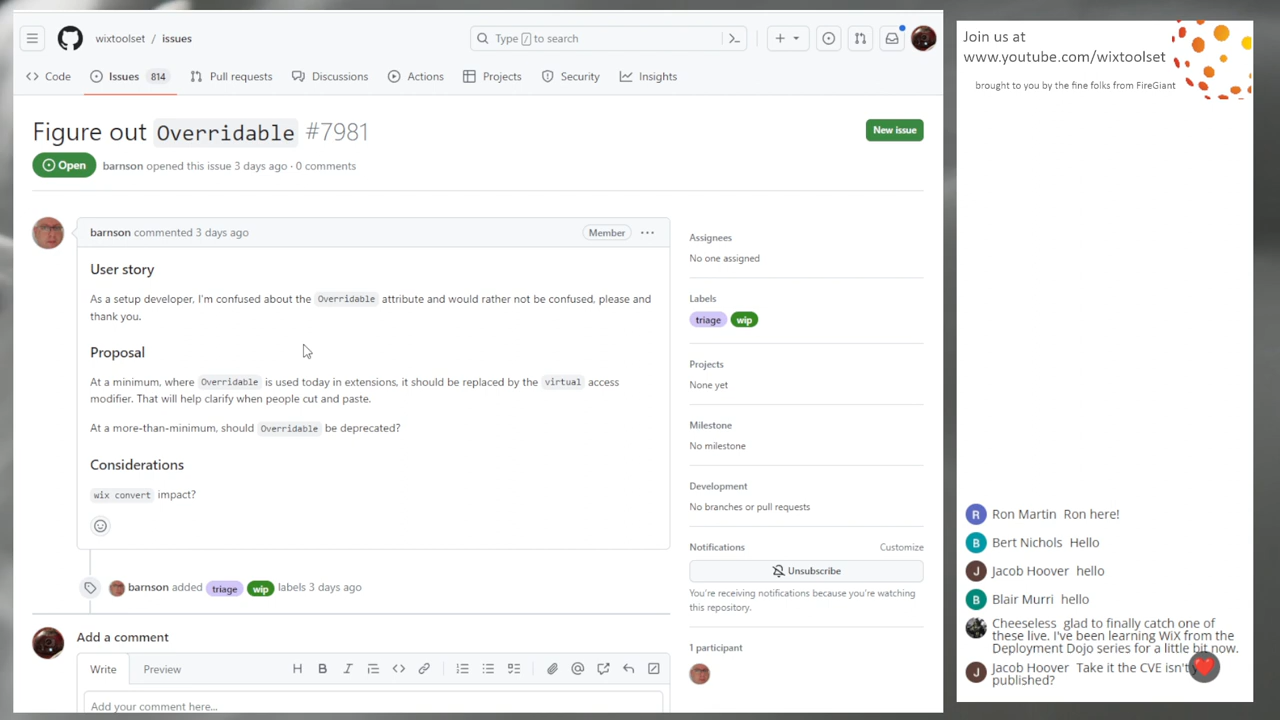 wixtoolset / issues
Type / to search
Code
Issues 814
Pull requests
Discussions
Actions
Projects
Security
Insights
Figure out Overridable #7981
New issue
Open
barnson opened this issue 3 days ago · 0 comments
barnson commented 3 days ago
Member
User story
As a setup developer, I'm confused about the Overridable attribute and would rather not be confused, please and
thank you.
Proposal
At a minimum, where Overridable is used today in extensions, it should be replaced by the virtual access
modifier. That will help clarify when people cut and paste.
At a more-than-minimum, should Overridable be deprecated?
Considerations
wix convert impact?
barnson added triage wip labels 3 days ago
Add a comment
Write
Preview
Add your comment here...
Assignees
No one assigned
Labels
triage wip
Projects
None yet
Milestone
No milestone
Development
No branches or pull requests
Notifications
Customize
Unsubscribe
You're receiving notifications because you're watching
this repository.
1 participant
Join us at
www.youtube.com/wixtoolset
brought to you by the fine folks from FireGiant
R Ron Martin Ron here!
B Bert Nichols Hello
J Jacob Hoover hello
B Blair Murri hello
Cheeseless glad to finally catch one of
these live. I've been learning WiX from the
Deployment Dojo series for a little bit now.
J Jacob Hoover Take it the CVE isn't
published?